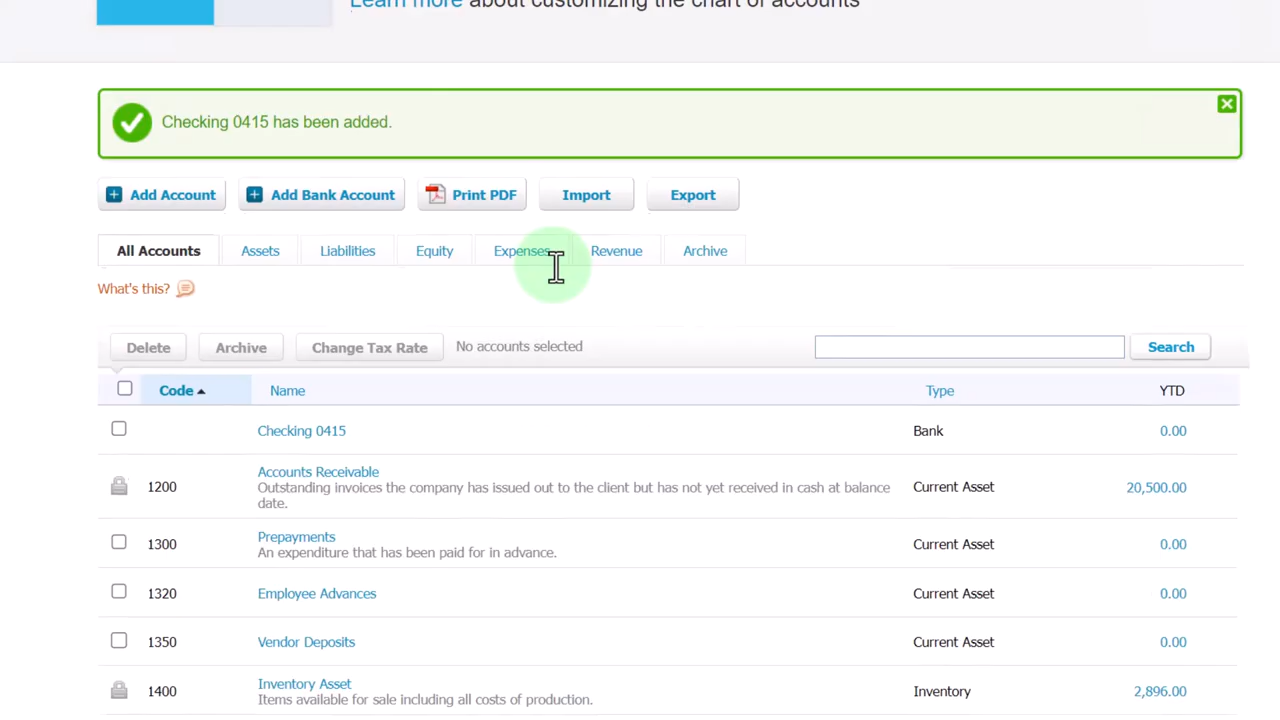 Learn more about customizing the chart of accounts
Checking 0415 has been added.
Add Account Add Bank Account Print PDF Import Export
All Accounts Assets Liabilities Equity Expenses Revenue Archive
What's this?
Delete Archive Change Tax Rate No accounts selected Search
Code Name Type YTD
Checking 0415 Bank 0.00
1200 Accounts Receivable Current Asset 20,500.00
Outstanding invoices the company has issued out to the client but has not yet received in cash at balance
date.
1300 Prepayments Current Asset 0.00
An expenditure that has been paid for in advance.
1320 Employee Advances Current Asset 0.00
1350 Vendor Deposits Current Asset 0.00
1400 Inventory Asset Inventory 2,896.00
Items available for sale including all costs of production.